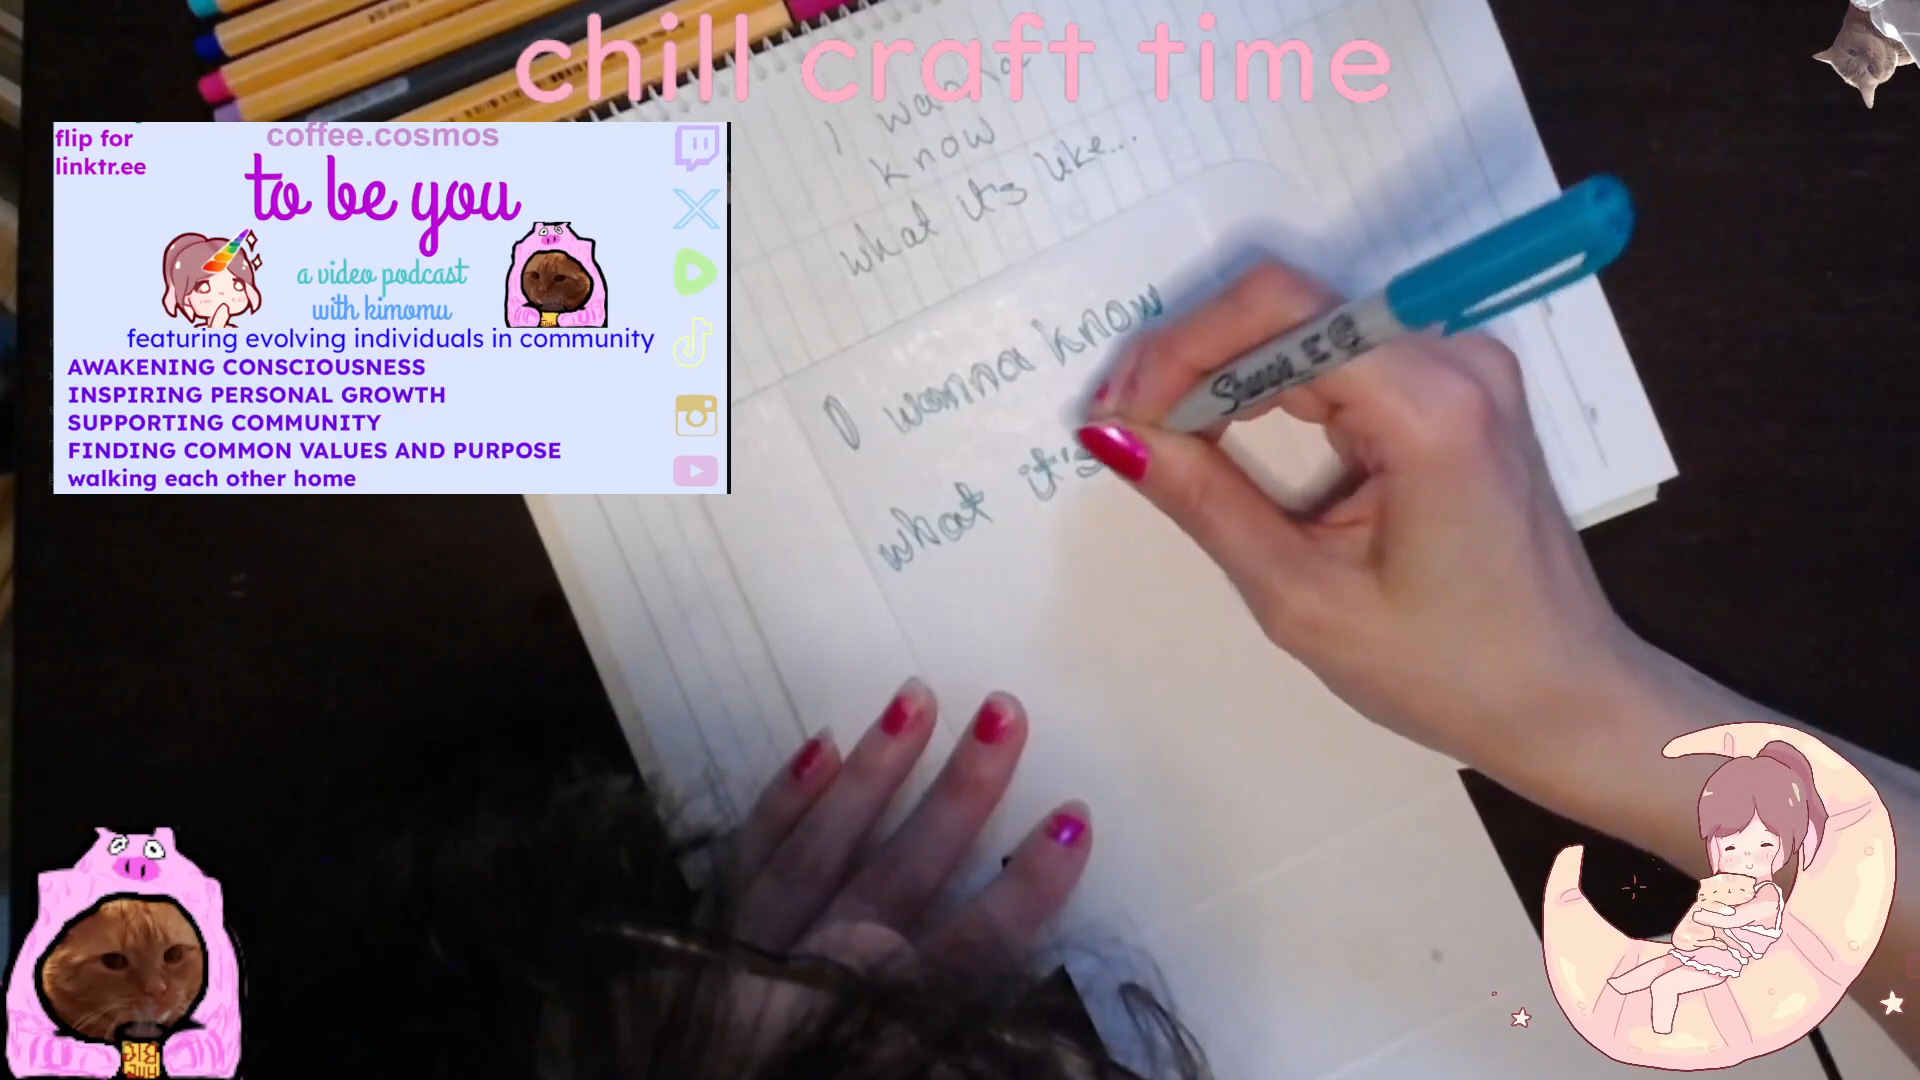 chill craft time
flip for
linktr.ee
coffee.cosmos
to be you
a video podcast
with kimomu
featuring evolving individuals in community
AWAKENING CONSCIOUSNESS
INSPIRING PERSONAL GROWTH
SUPPORTING COMMUNITY
FINDING COMMON VALUES AND PURPOSE
walking each other home
I wanna
know
what it's like...
I wanna know
what it's